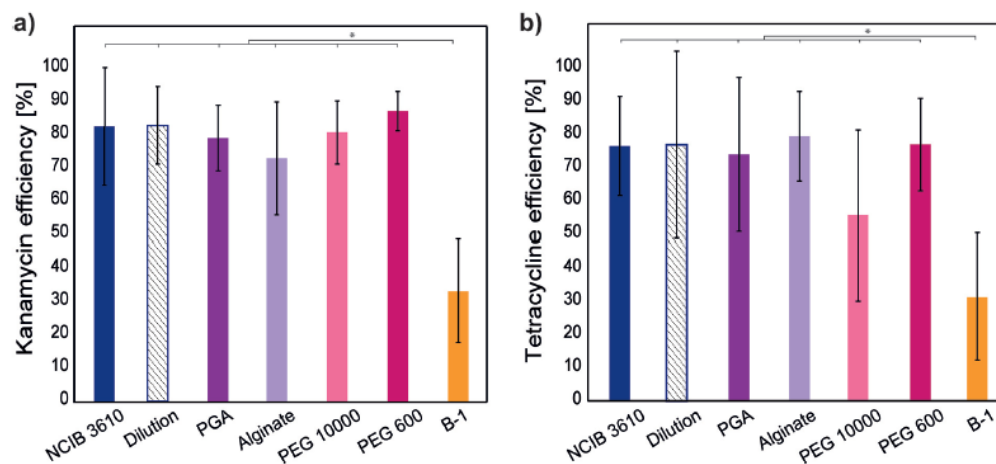 a)
*
Kanamycin efficiency [%]
100
90
80
70
60
50
40
30
20
10
0
NCIB 3610
Dilution
PGA
Alginate
PEG 10000
PEG 600
B-1
b)
*
Tetracycline efficiency [%]
100
90
80
70
60
50
40
30
20
10
0
NCIB 3610
Dilution
PGA
Alginate
PEG 10000
PEG 600
B-1